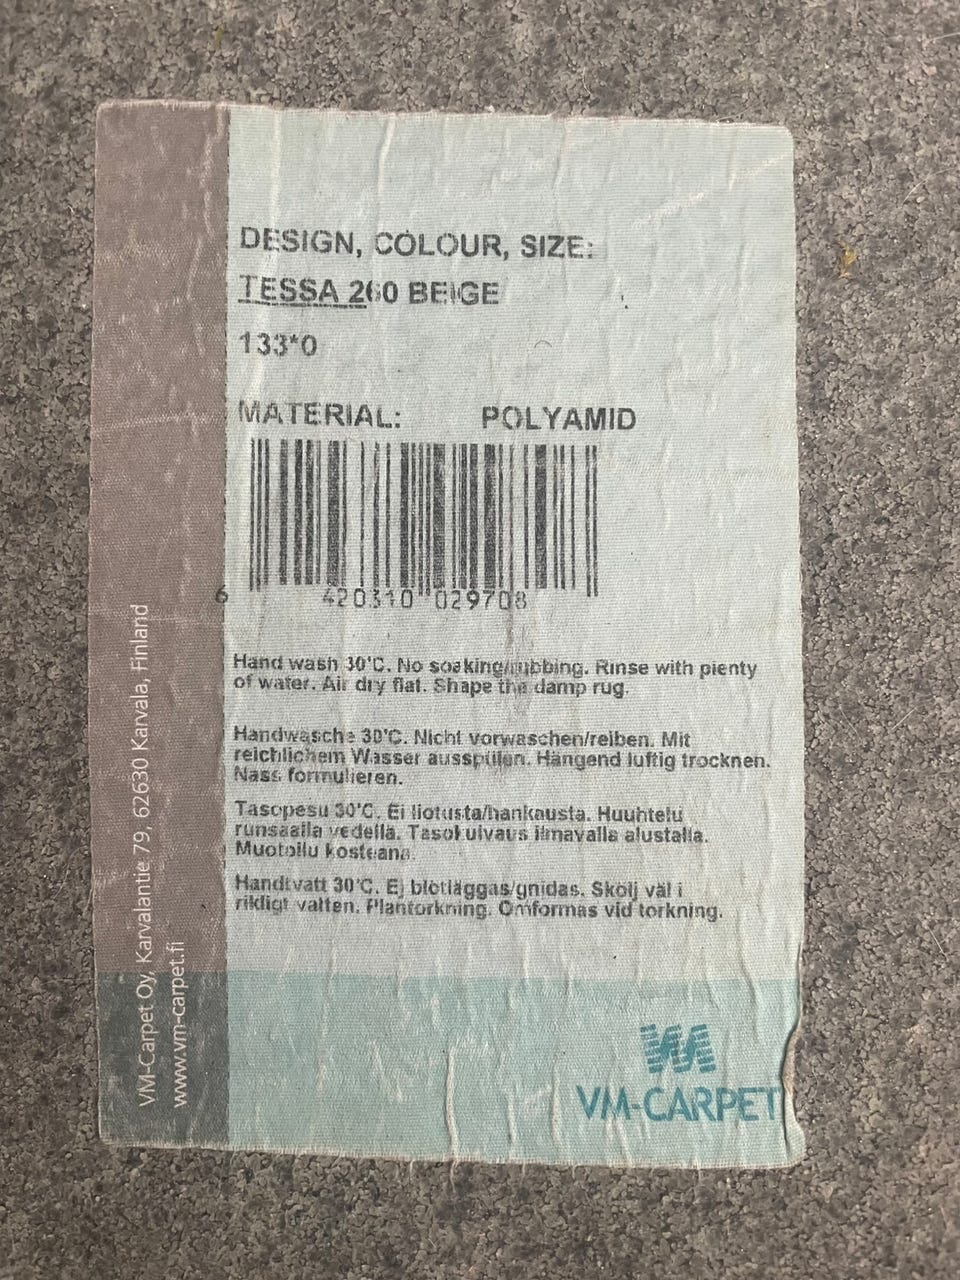 DESIGN, COLOUR, SIZE:
TESSA 260 BEIGE
133*0
MATERIAL: POLYAMID
6 420310 029708
Hand wash 30'C. No soaking/rubbing. Rinse with plenty
of water. Air dry flat. Shape the damp rug.
Handwäsche 30'C. Nicht vorwaschen/reiben. Mit
reichlichem Wasser ausspülen. Hängend luftig trocknen.
Nass formulieren.
Tasopesu 30'C. Ei liotusta/hankausta. Huuhtelu
runsaalla vedellä. Tasokuivaus ilmavalla alustalla.
Muotoilu kosteana.
Handtvätt 30'C. Ej blötläggas/gnidas. Skölj väl i
rikligt vatten. Plantorkning. Omformas vid torkning.
VM-CARPET
VM-Carpet Oy, Karvalantie 79, 62630 Karvala, Finland
www.vm-carpet.fi